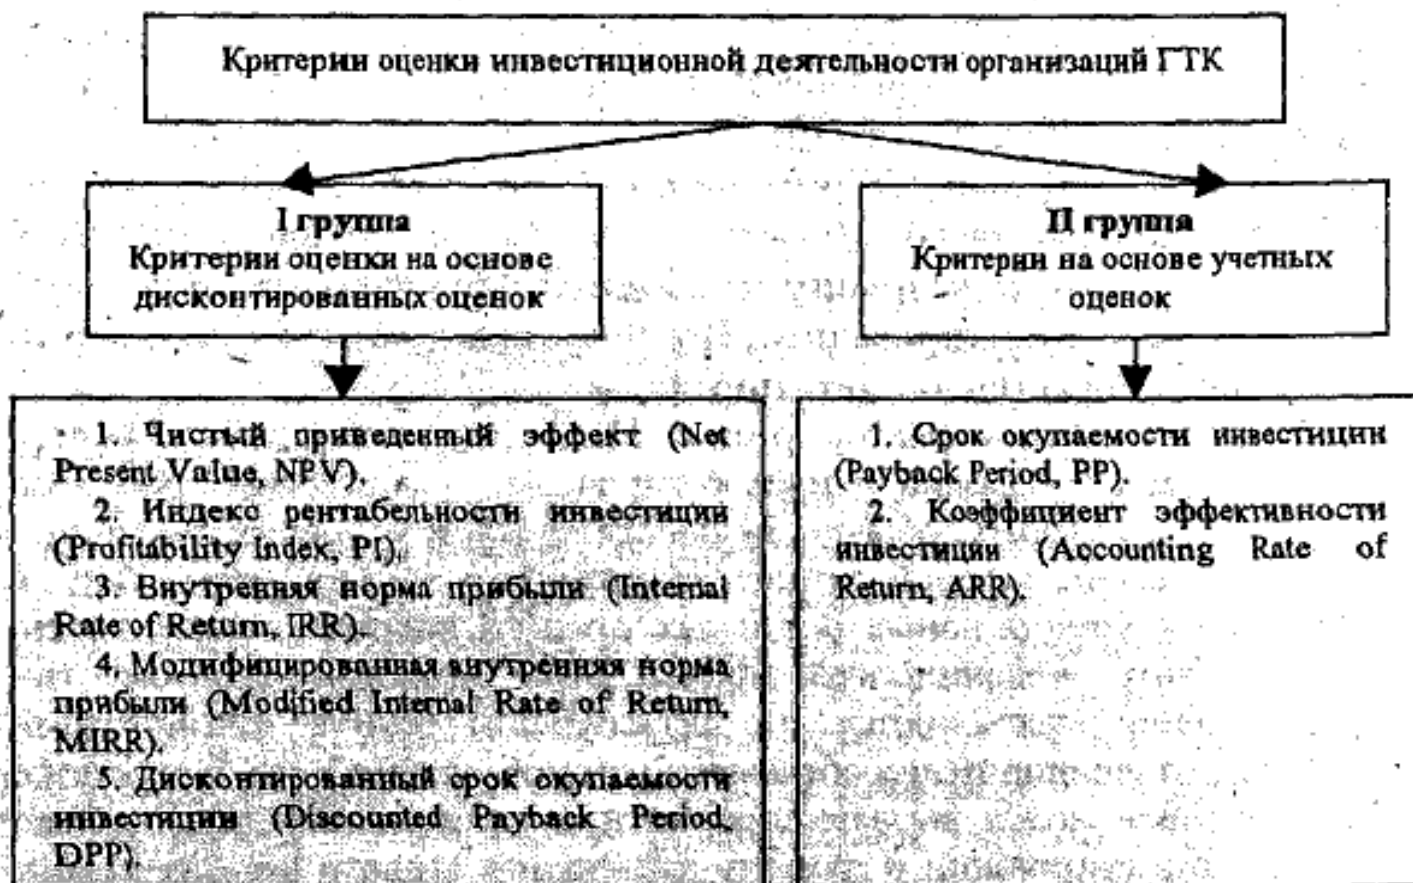 Критерии оценки инвестиционной деятельности организаций ГТК
I группа
Критерии оценки на основе
дисконтированных оценок
II группа
Критерии на основе учетных
оценок
1. Чистый приведенный эффект (Net
Present Value, NPV).
2. Индекс рентабельности инвестиции
(Profitability Index, PI).
3. Внутренняя норма прибыли (Internal
Rate of Return, IRR).
4. Модифицированная внутренняя норма
прибыли (Modified Internal Rate of Return,
MIRR).
5. Дисконтированный срок окупаемости
инвестиции (Discounted Payback Period,
DPP).
1. Срок окупаемости инвестиции
(Payback Period, PP).
2. Коэффициент эффективности
инвестиции (Accounting Rate of
Return, ARR).